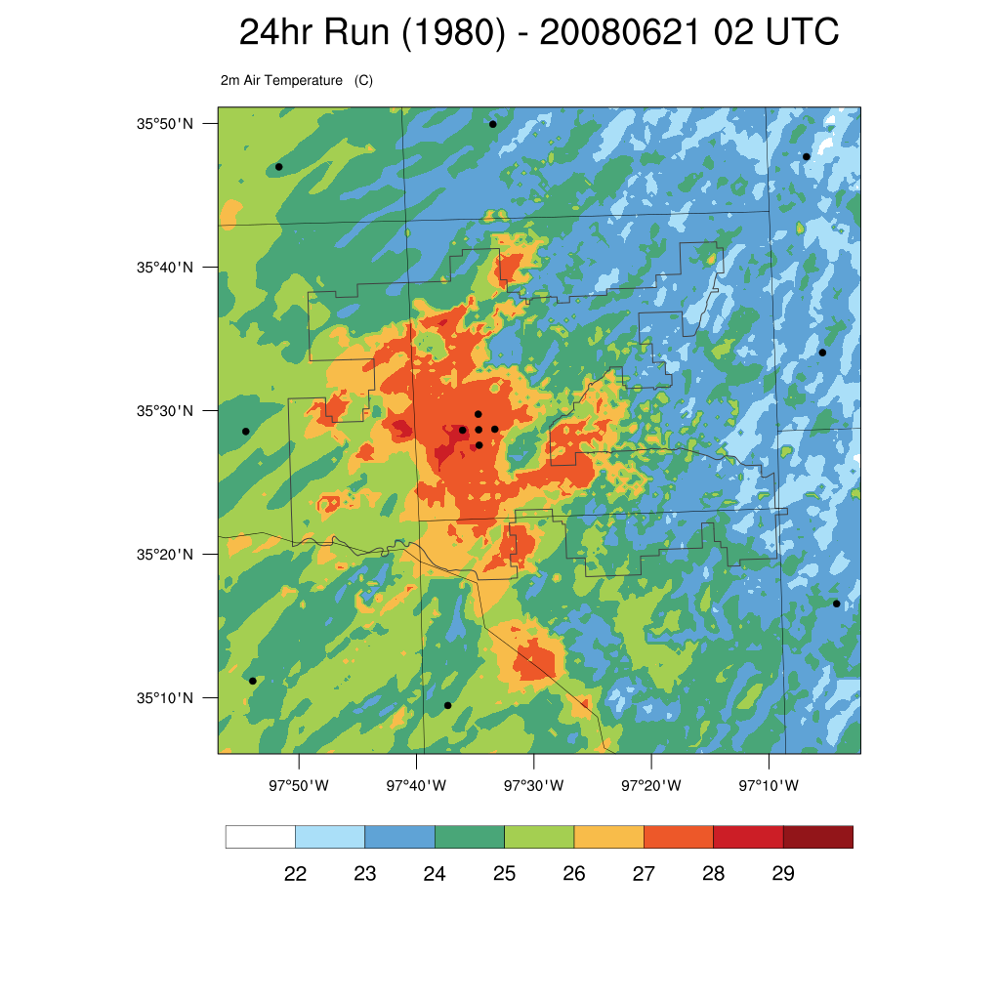 24hr Run (1980) - 20080621 02 UTC
2m Air Temperature (C)
35°50'N
35°40'N
35°30'N
35°20'N
35°10'N
97°50'W 97°40'W 97°30'W 97°20'W 97°10'W
22 23 24 25 26 27 28 29